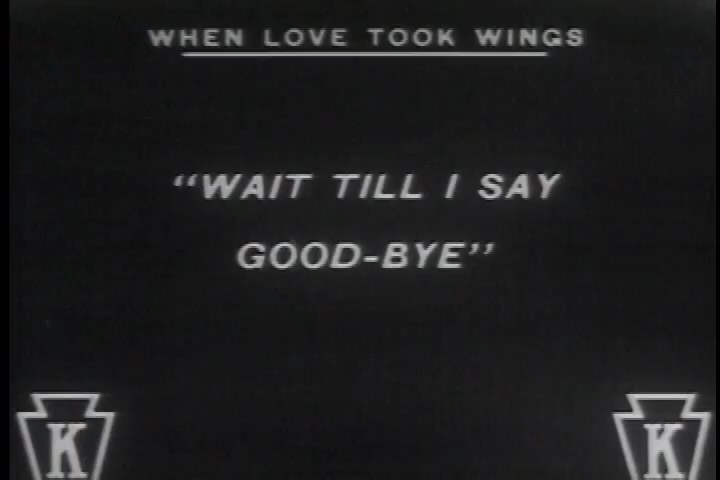 WHEN LOVE TOOK WINGS
“WAIT TILL I SAY
GOOD-BYE”
K K